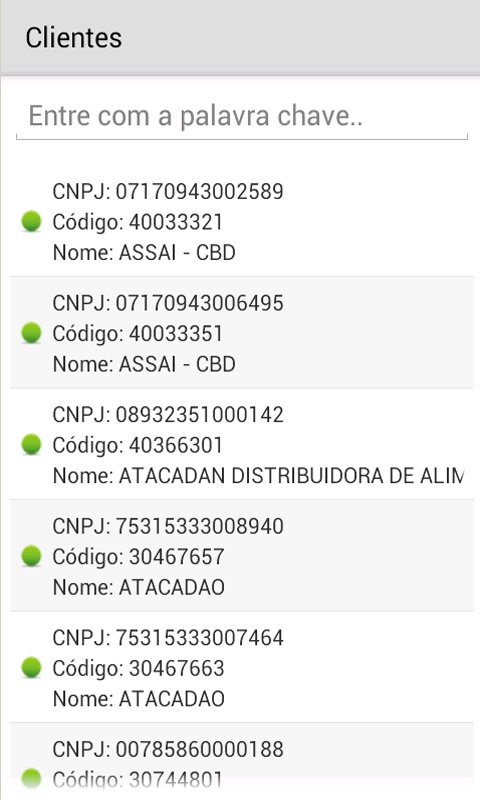 Clientes
Entre com a palavra chave..
CNPJ: 07170943002589
Código: 40033321
Nome: ASSAI - CBD
CNPJ: 07170943006495
Código: 40033351
Nome: ASSAI - CBD
CNPJ: 08932351000142
Código: 40366301
Nome: ATACADAN DISTRIBUIDORA DE ALIM
CNPJ: 75315333008940
Código: 30467657
Nome: ATACADAO
CNPJ: 75315333007464
Código: 30467663
Nome: ATACADAO
CNPJ: 00785860000188
Código: 30744801